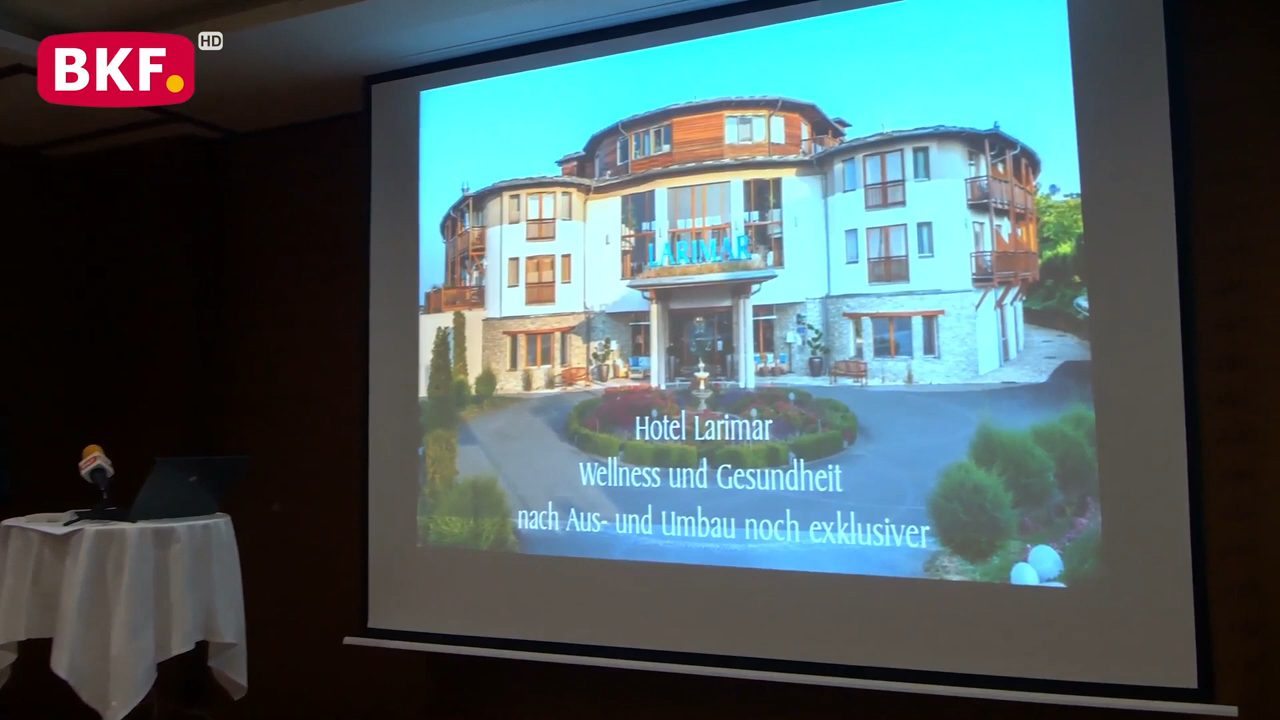 BKF.
HD
LARIMAR
Hotel Larimar
Wellness und Gesundheit
nach Aus- und Umbau noch exklusiver